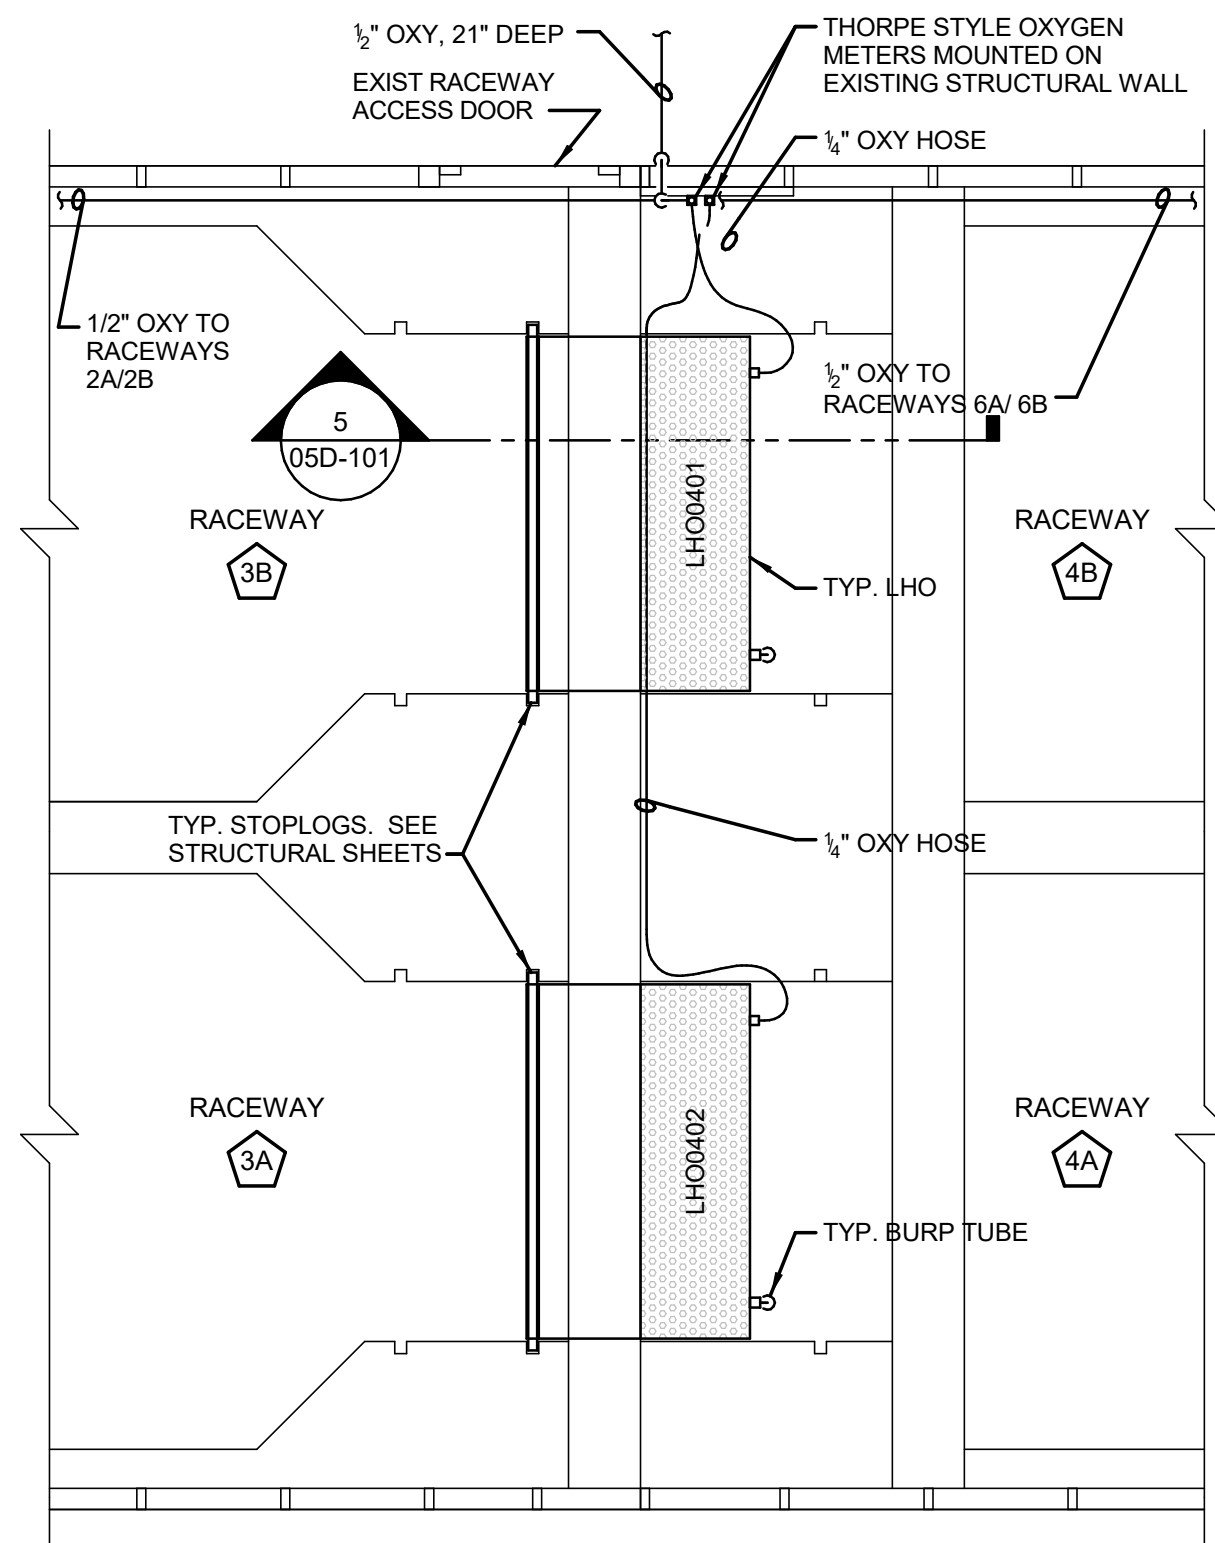 ½" OXY, 21" DEEP
THORPE STYLE OXYGEN
METERS MOUNTED ON
EXISTING STRUCTURAL WALL
EXIST RACEWAY
ACCESS DOOR
¼" OXY HOSE
1/2" OXY TO
RACEWAYS
2A/2B
½" OXY TO
RACEWAYS 6A/ 6B
5
05D-101
LHO0401
RACEWAY
3B
RACEWAY
4B
TYP. LHO
TYP. STOPLOGS.  SEE
STRUCTURAL SHEETS
¼" OXY HOSE
RACEWAY
3A
LHO0402
RACEWAY
4A
TYP. BURP TUBE